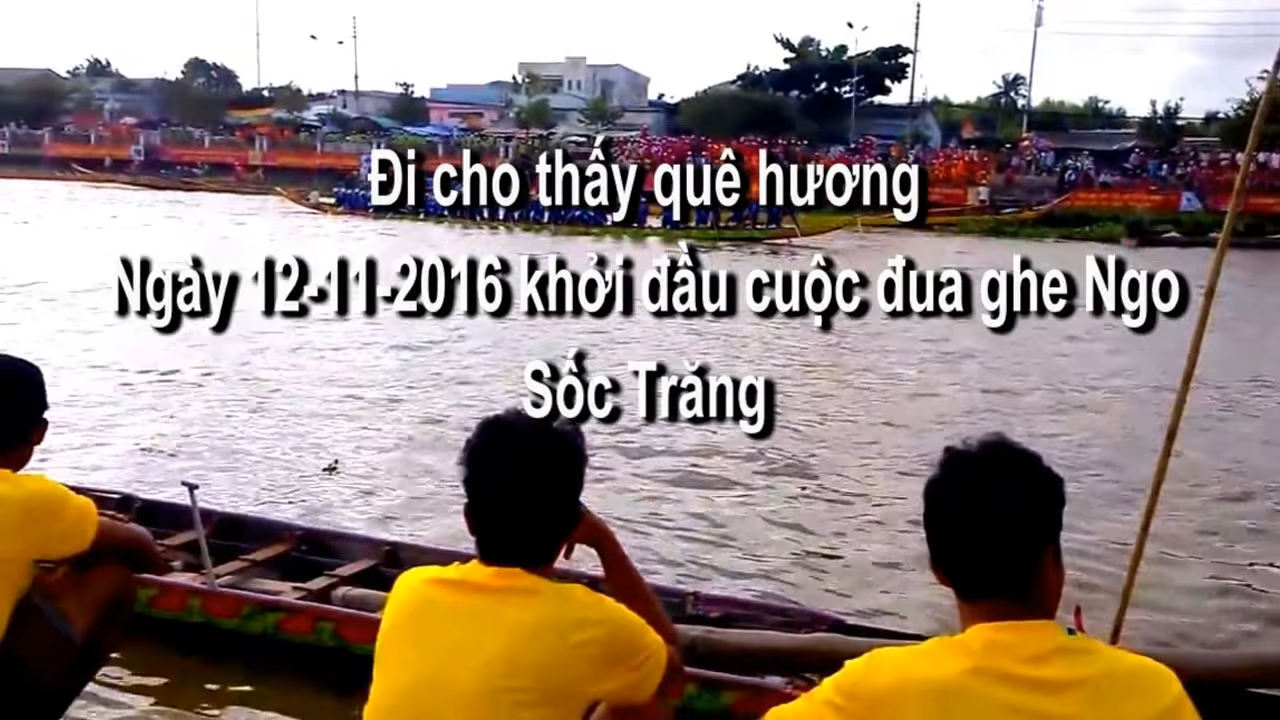 Đi cho thấy quê hương
Ngày 12-11-2016 khởi đầu cuộc đua ghe Ngo
Sốc Trăng